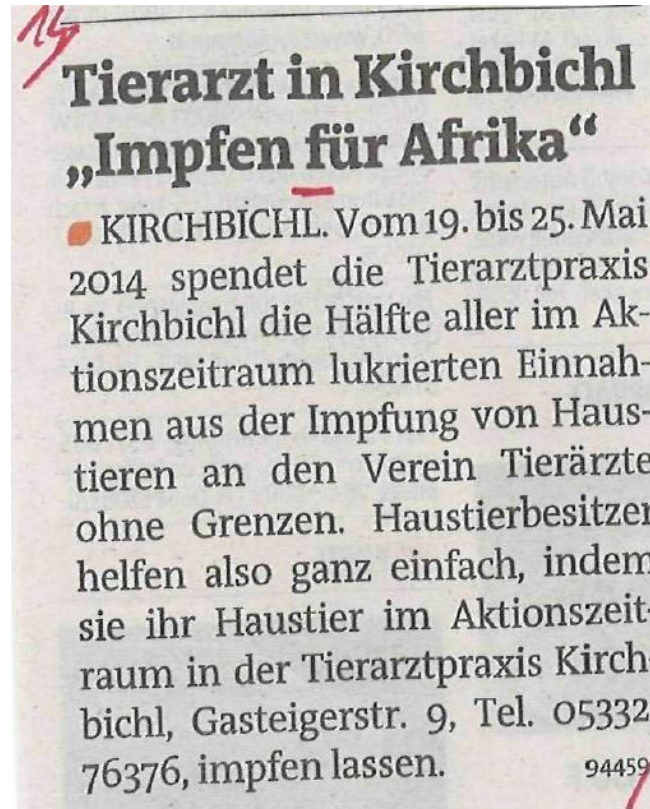 14
Tierarzt in Kirchbichl
„Impfen für Afrika“
KIRCHBICHL. Vom 19. bis 25. Mai
2014 spendet die Tierarztpraxis
Kirchbichl die Hälfte aller im Ak-
tionszeitraum lukrierten Einnah-
men aus der Impfung von Haus-
tieren an den Verein Tierärzte
ohne Grenzen. Haustierbesitzer
helfen also ganz einfach, indem
sie ihr Haustier im Aktionszeit-
raum in der Tierarztpraxis Kirch-
bichl, Gasteigerstr. 9, Tel. 05332
76376, impfen lassen. 94459